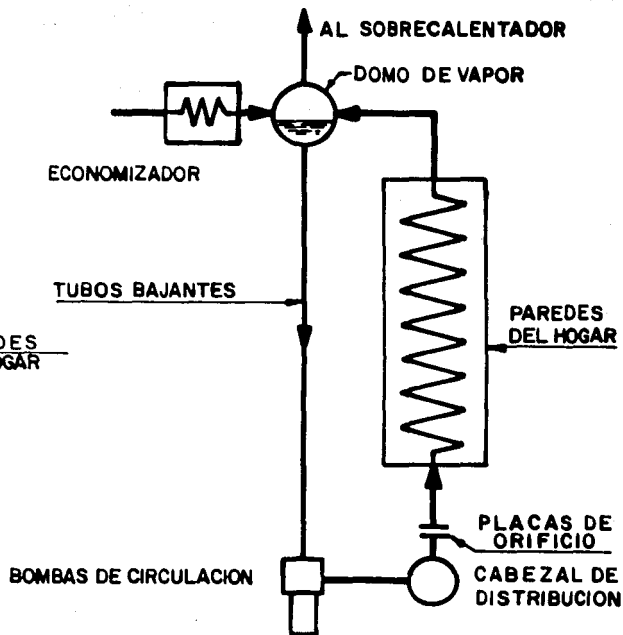 AL SOBRECALENTADOR
DOMO DE VAPOR
ECONOMIZADOR
TUBOS BAJANTES
PAREDES
DEL HOGAR
PLACAS DE
ORIFICIO
BOMBAS DE CIRCULACION
CABEZAL DE
DISTRIBUCION